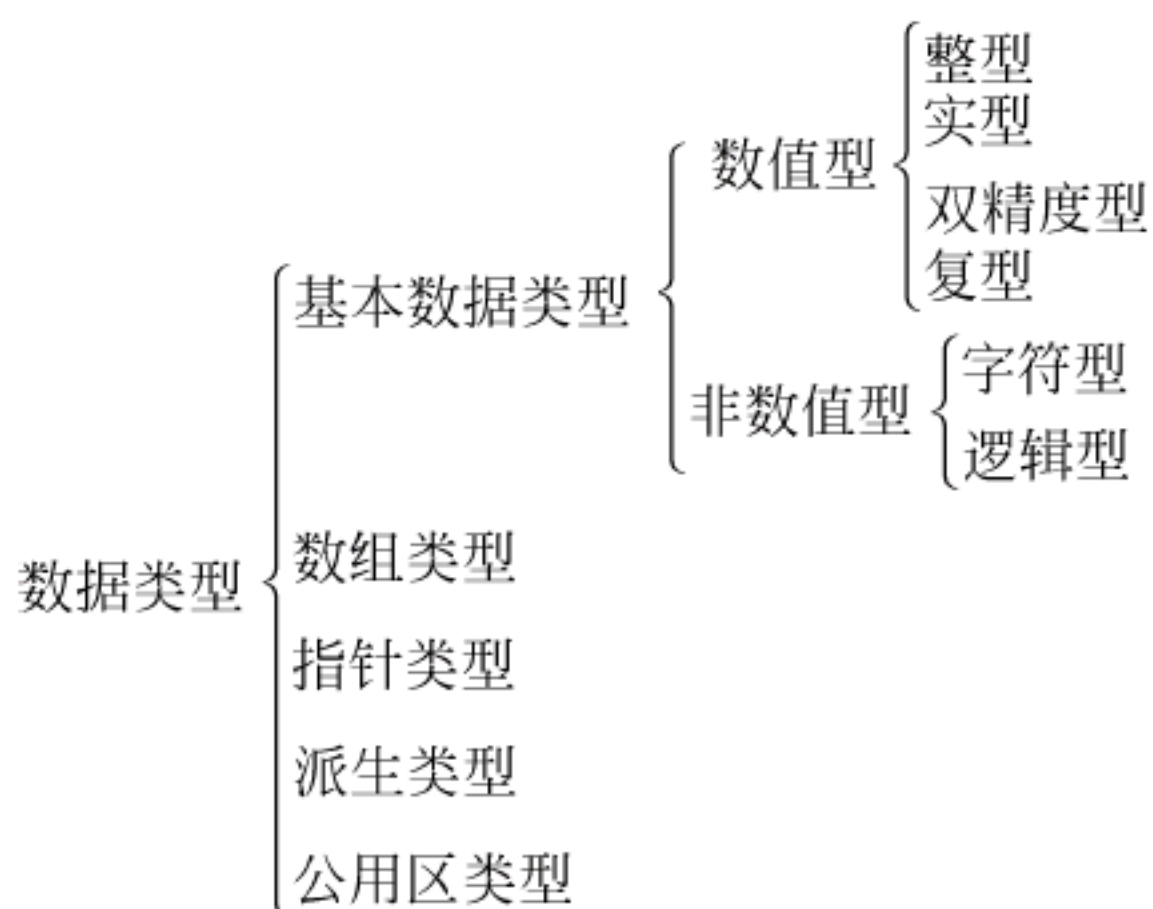 整型
实型
数值型
双精度型
复型
基本数据类型
字符型
非数值型
逻辑型
数组类型
数据类型
指针类型
派生类型
公用区类型